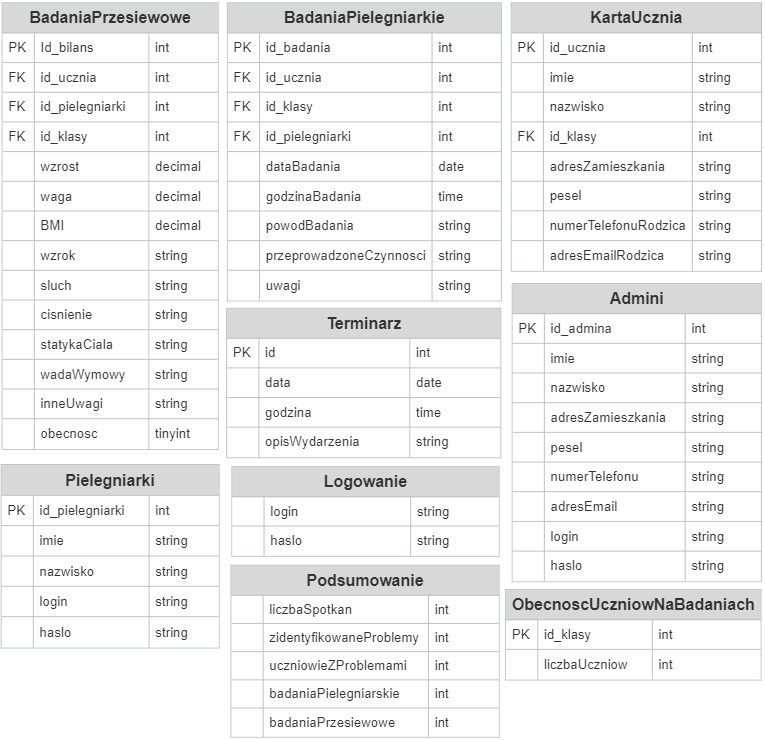 BadaniaPrzesiewowe
PK Id_bilans int
FK id_ucznia int
FK id_pielegniarki int
FK id_klasy int
wzrost decimal
waga decimal
BMI decimal
wzrok string
sluch string
cisnienie string
statykaCiala string
wadaWymowy string
inneUwagi string
obecnosc tinyint
Pielegniarki
PK id_pielegniarki int
imie string
nazwisko string
login string
haslo string
BadaniaPielegniarkie
PK id_badania int
FK id_ucznia int
FK id_klasy int
FK id_pielegniarki int
dataBadania date
godzinaBadania time
powodBadania string
przeprowadzoneCzynnosci string
uwagi string
Terminarz
PK id int
data date
godzina time
opisWydarzenia string
Logowanie
login string
haslo string
Podsumowanie
liczbaSpotkan int
zidentyfikowaneProblemy int
uczniowieZProblemami int
badaniaPielegniarskie int
badaniaPrzesiewowe int
KartaUcznia
PK id_ucznia int
imie string
nazwisko string
FK id_klasy int
adresZamieszkania string
pesel string
numerTelefonuRodzica string
adresEmailRodzica string
Admini
PK id_admina int
imie string
nazwisko string
adresZamieszkania string
pesel string
numerTelefonu string
adresEmail string
login string
haslo string
ObecnoscUczniowNaBadaniach
PK id_klasy int
liczbaUczniow int